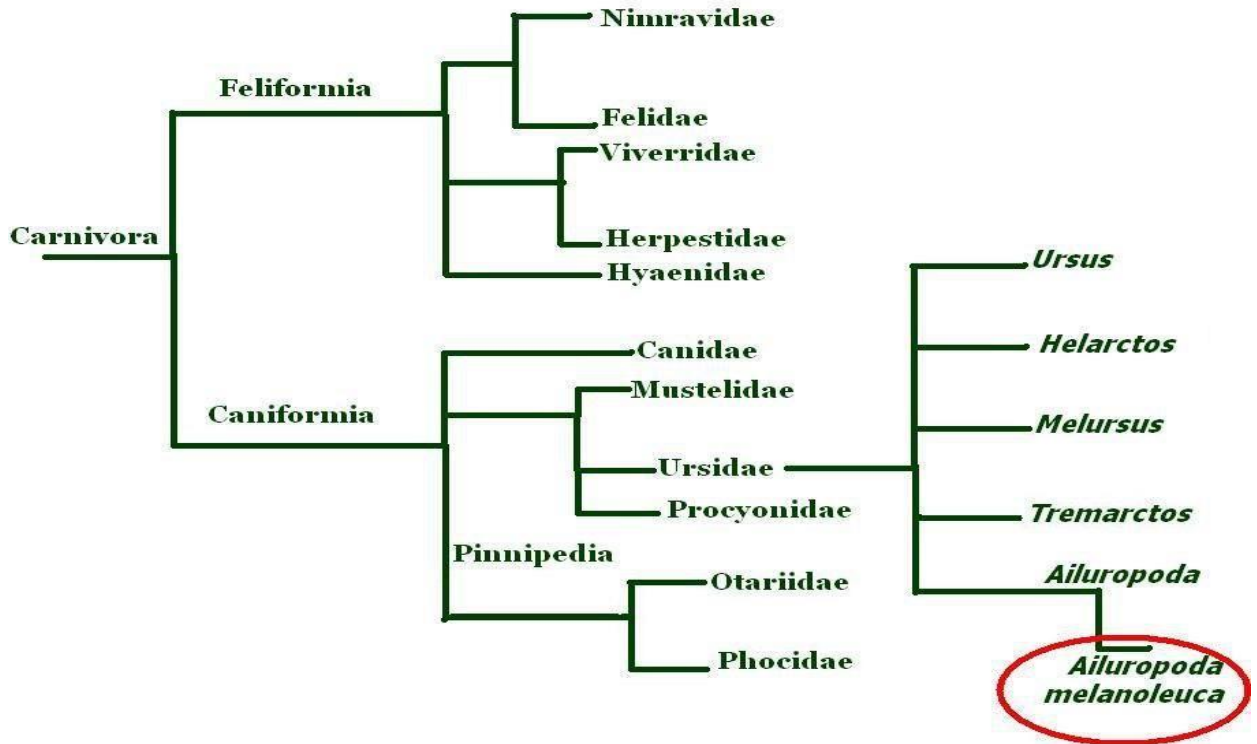 Nimravidae
Feliformia
Felidae
Viverridae
Carnivora
Herpestidae
Hyaenidae
Ursus
Canidae
Helarctos
Mustelidae
Caniformia
Melursus
Ursidae
Procyonidae
Tremarctos
Pinnipedia
Otariidae
Ailuropoda
Phocidae
Ailuropoda
melanoleuca